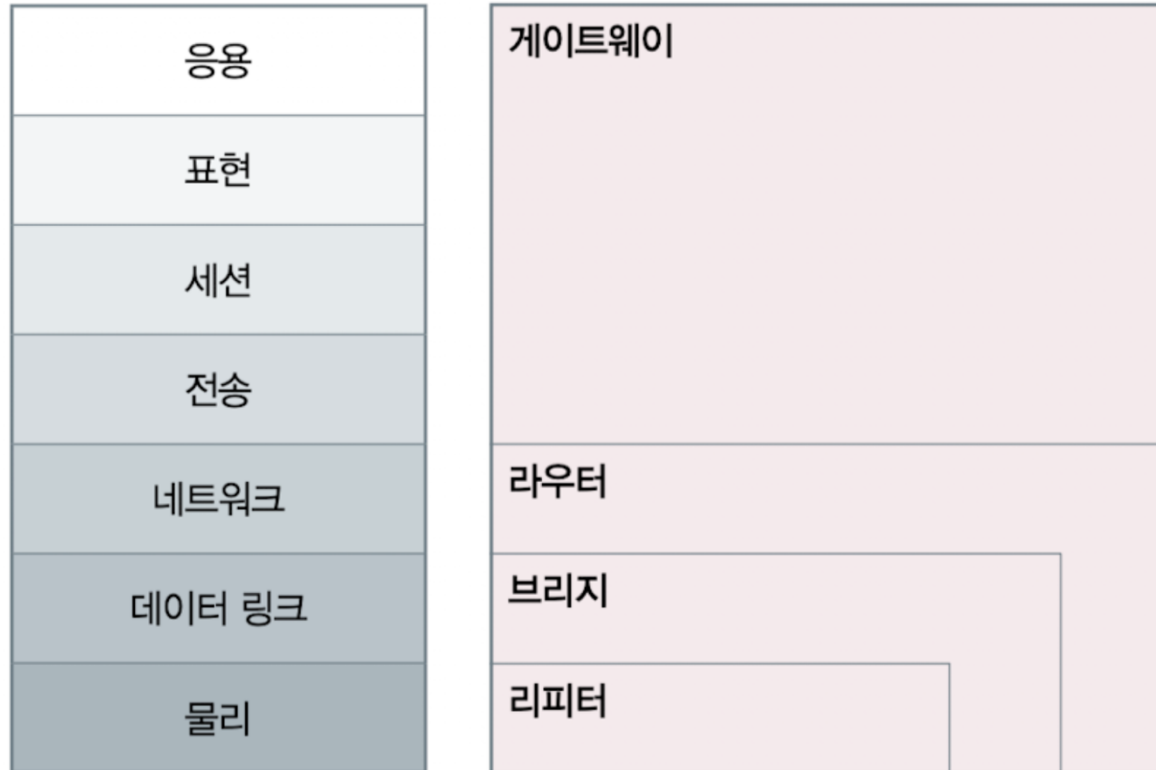 응용
표현
세션
전송
네트워크
데이터 링크
물리
게이트웨이
라우터
브리지
리피터